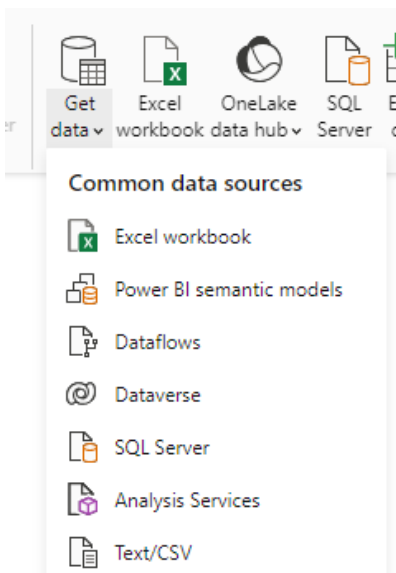 Get data
Excel workbook
OneLake data hub
SQL Server
Common data sources
Excel workbook
Power BI semantic models
Dataflows
Dataverse
SQL Server
Analysis Services
Text/CSV